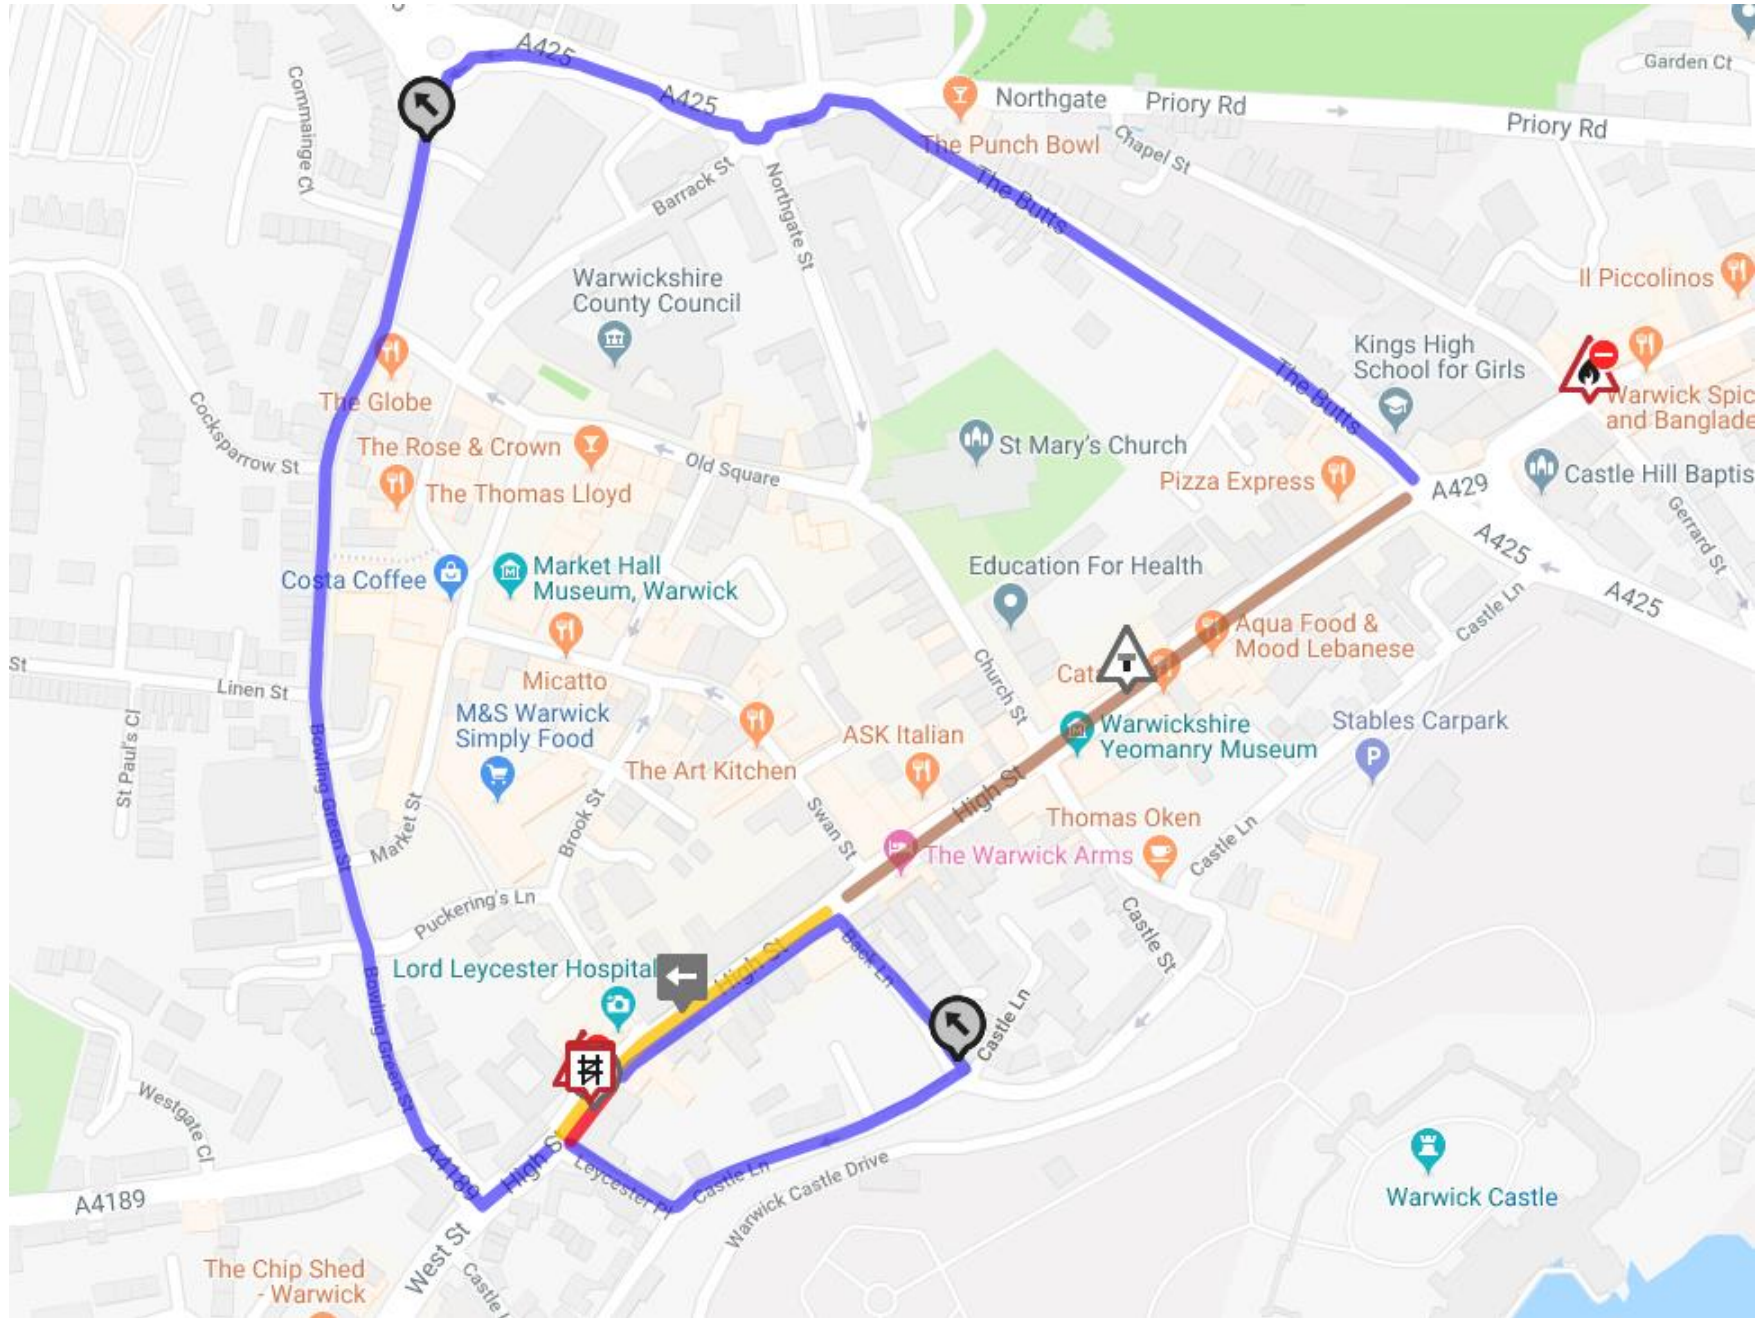 A425
A425
Northgate
Priory Rd
Priory Rd
Garden Ct
Commainge Cl
The Punch Bowl
Chapel St
Barrack St
Northgate St
The Butts
Warwickshire
County Council
Il Piccolinos
Kings High
School for Girls
The Butts
Warwick Spic
and Banglade
The Globe
Cocksparrow St
The Rose & Crown
Old Square
St Mary's Church
The Thomas Lloyd
Pizza Express
A429
Castle Hill Baptis
Gerrard St
A425
A425
Costa Coffee
Market Hall
Museum, Warwick
Education For Health
Castle Ln
Aqua Food &
Mood Lebanese
St
Linen St
Micatto
Church St
Cat
M&S Warwick
Simply Food
Warwickshire
Yeomanry Museum
Stables Carpark
P
St Paul's Cl
Bowling Green St
ASK Italian
The Art Kitchen
High St
Market St
Brook St
Swan St
Thomas Oken
The Warwick Arms
Castle Ln
Puckering's Ln
Castle St
Back Ln
High St
Lord Leycester Hospital
Bowling Green St
Castle Ln
Westgate Cl
A4189
High S
Leycester Pl
Castle Ln
Warwick Castle Drive
A4189
Warwick Castle
West St
The Chip Shed
- Warwick
Castle